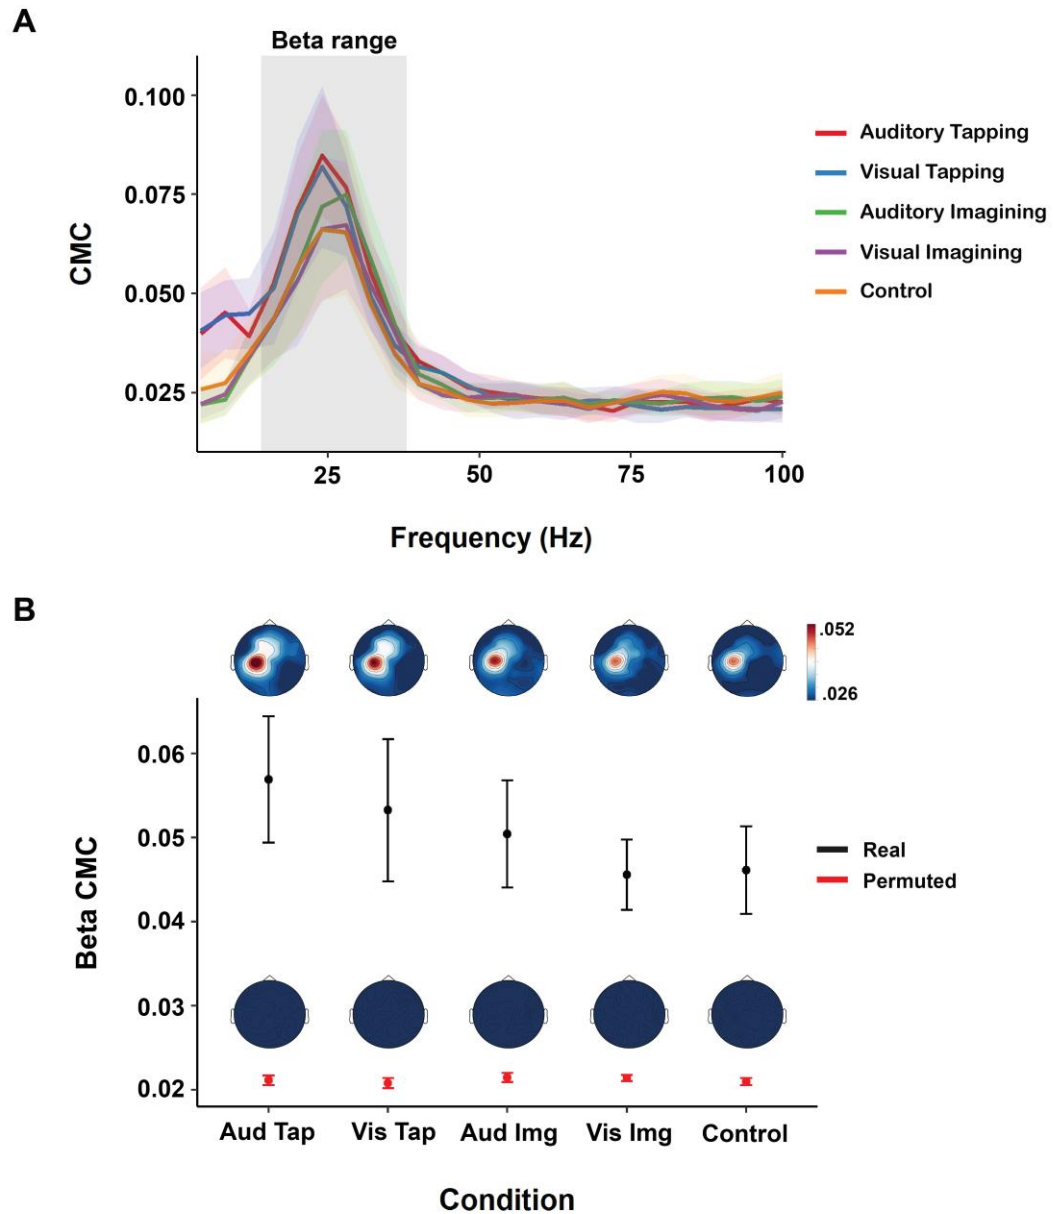 A
Beta range
0.100
0.075
0.050
0.025
CMC
25
50
75
100
Frequency (Hz)
Auditory Tapping
Visual Tapping
Auditory Imagining
Visual Imagining
Control
B
.052
.026
0.06
0.05
0.04
0.03
0.02
Beta CMC
Real
Permuted
Aud Tap
Vis Tap
Aud Img
Vis Img
Control
Condition